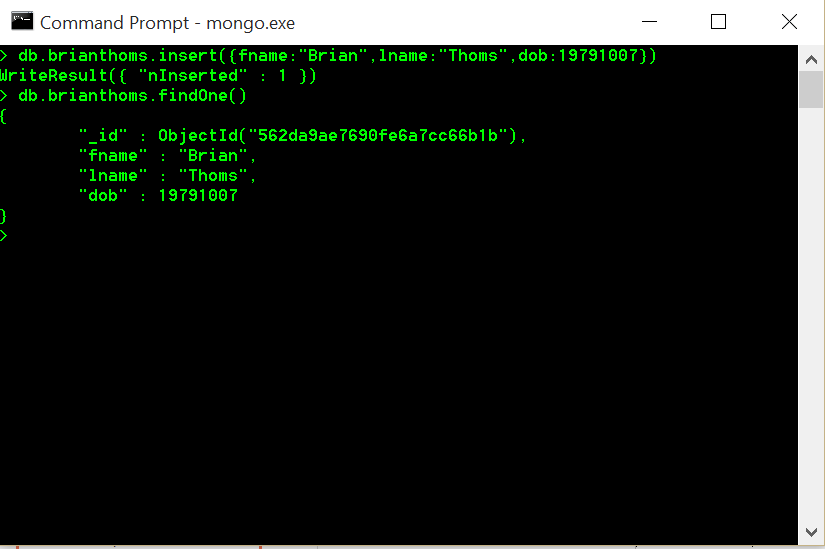 Command Prompt - mongo.exe
> db.brianthoms.insert({fname:"Brian",lname:"Thoms",dob:19791007})
WriteResult({ "nInserted" : 1 })
> db.brianthoms.findOne()
{
        "_id" : ObjectId("562da9ae7690fe6a7cc66b1b"),
        "fname" : "Brian",
        "lname" : "Thoms",
        "dob" : 19791007
}
>